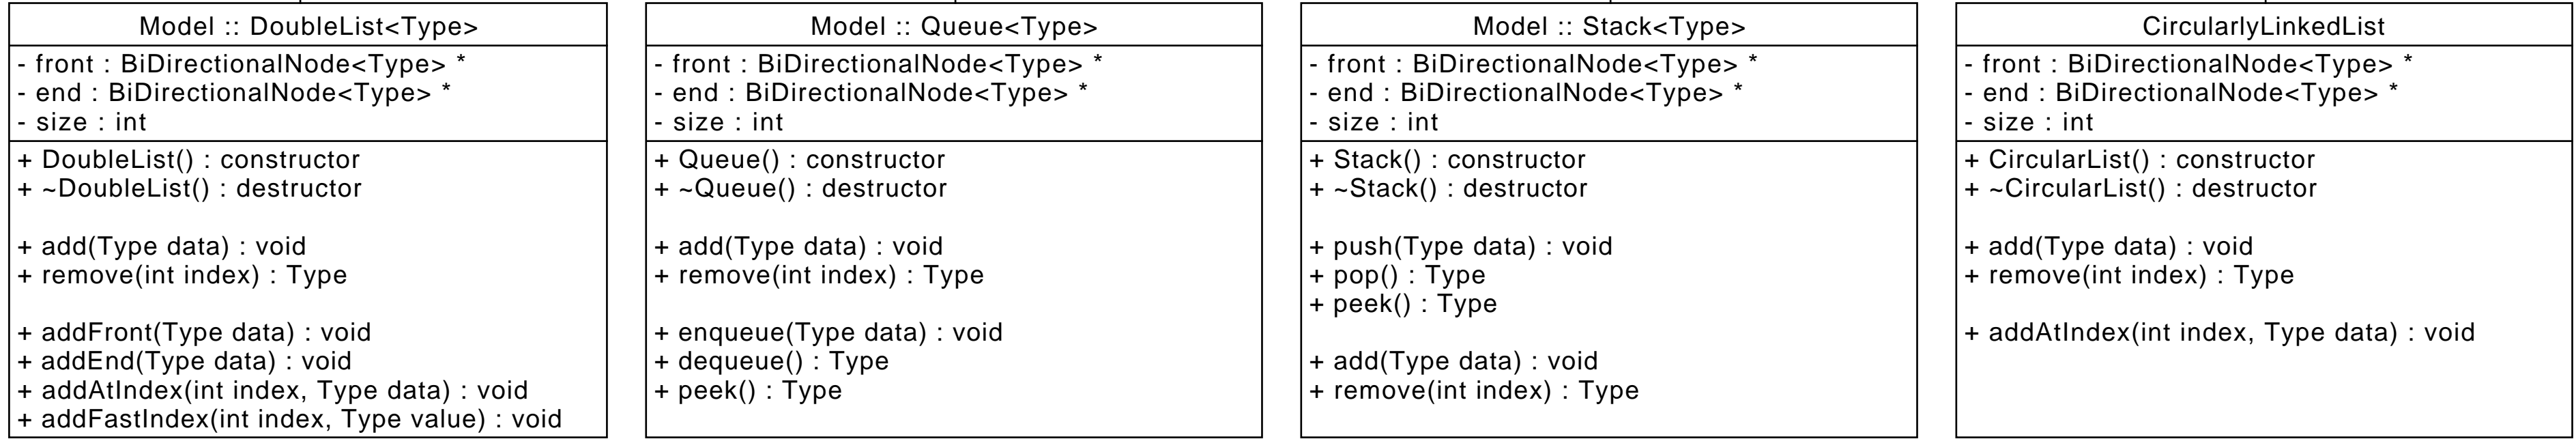 Model :: DoubleList<Type>
- front : BiDirectionalNode<Type> *
- end : BiDirectionalNode<Type> *
- size : int
+ DoubleList() : constructor
+ ~DoubleList() : destructor
+ add(Type data) : void
+ remove(int index) : Type
+ addFront(Type data) : void
+ addEnd(Type data) : void
+ addAtIndex(int index, Type data) : void
+ addFastIndex(int index, Type value) : void
Model :: Queue<Type>
- front : BiDirectionalNode<Type> *
- end : BiDirectionalNode<Type> *
- size : int
+ Queue() : constructor
+ ~Queue() : destructor
+ add(Type data) : void
+ remove(int index) : Type
+ enqueue(Type data) : void
+ dequeue() : Type
+ peek() : Type
Model :: Stack<Type>
- front : BiDirectionalNode<Type> *
- end : BiDirectionalNode<Type> *
- size : int
+ Stack() : constructor
+ ~Stack() : destructor
+ push(Type data) : void
+ pop() : Type
+ peek() : Type
+ add(Type data) : void
+ remove(int index) : Type
CircularlyLinkedList
- front : BiDirectionalNode<Type> *
- end : BiDirectionalNode<Type> *
- size : int
+ CircularList() : constructor
+ ~CircularList() : destructor
+ add(Type data) : void
+ remove(int index) : Type
+ addAtIndex(int index, Type data) : void